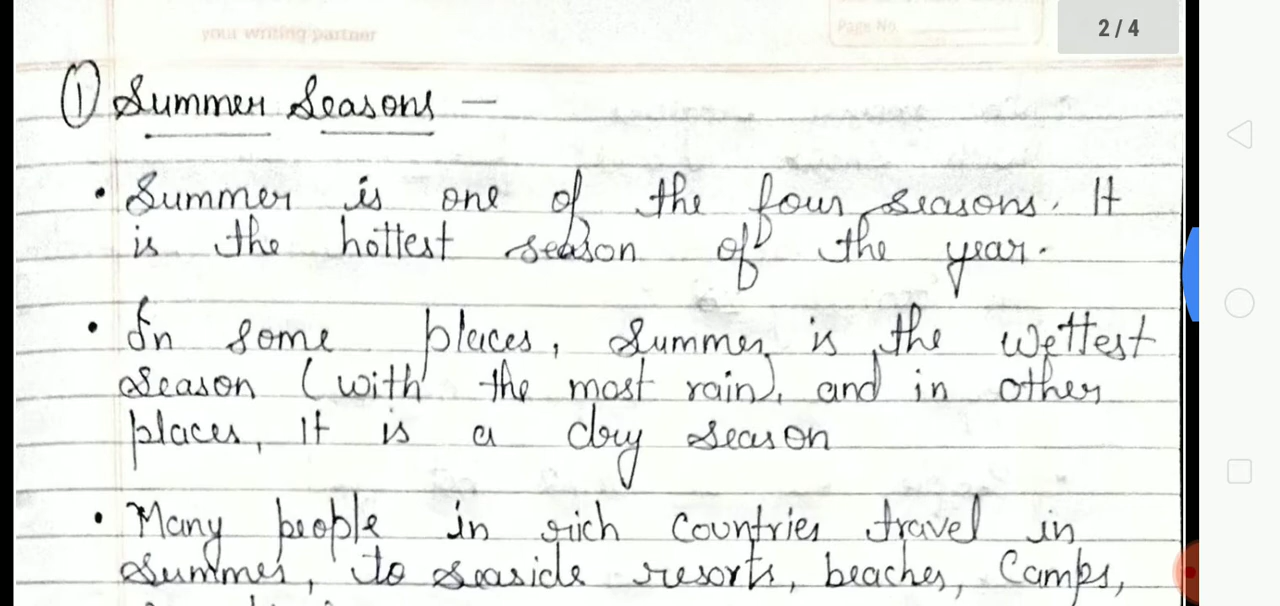 your writing partner
Page No.
2/4
① Summer Seasons —
• Summer is one of the four seasons. It
is the hottest season of the year.
• In some places, Summer is the wettest
season (with the most rain), and in other
places, It is a dry season
• Many people in rich countries travel in
Summer, to seaside resorts, beaches, Camps,